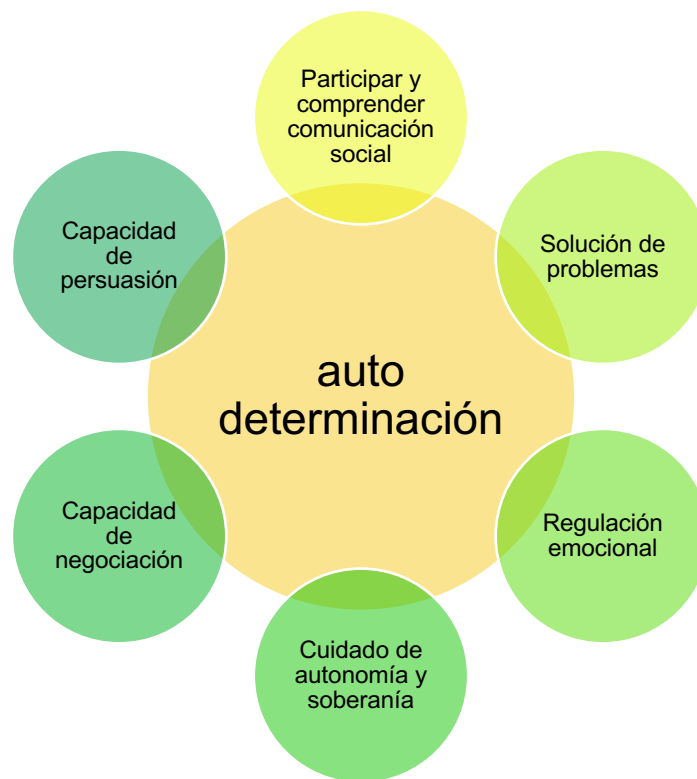 Participar y
comprender
comunicación
social
Solución de
problemas
Regulación
emocional
Cuidado de
autonomía y
soberanía
Capacidad
de
negociación
Capacidad
de
persuasión
auto
determinación